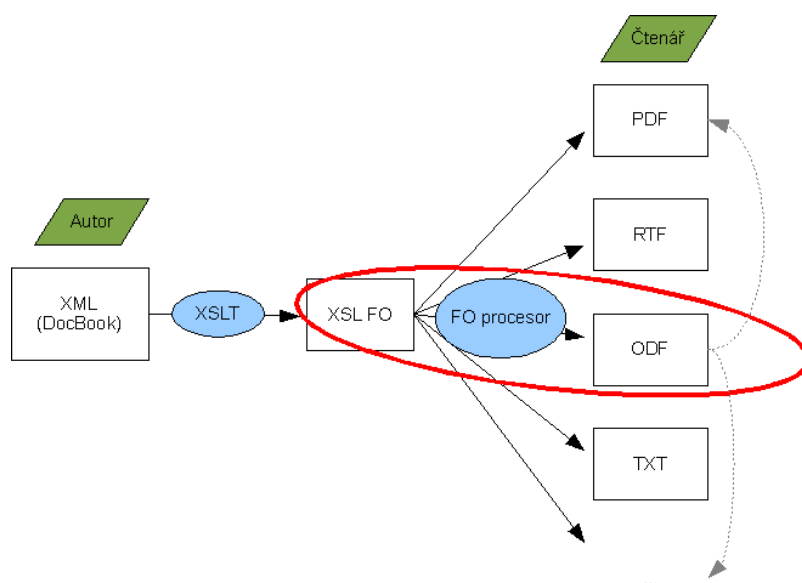 Čtenář
PDF
Autor
RTF
XML
(DocBook)
XSLT
XSL FO
FO procesor
ODF
TXT